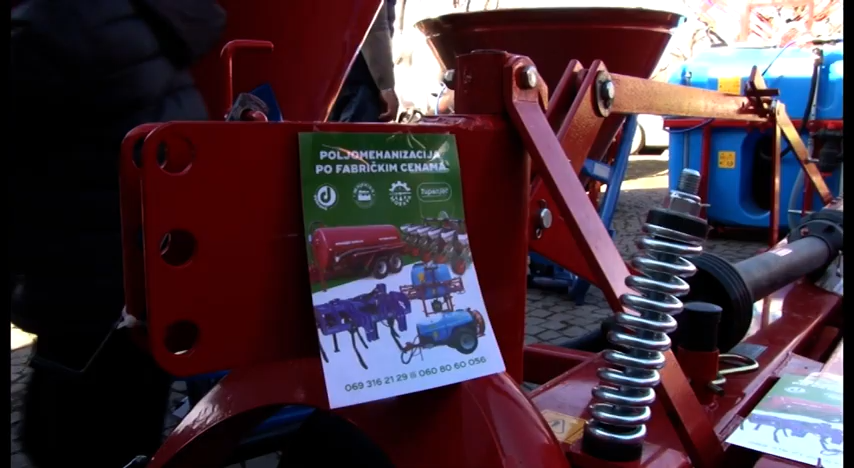 POLJOMEHANIZACIJA
PO FABRIČKIM CENAMA
069 316 21 29 060 80 60 056